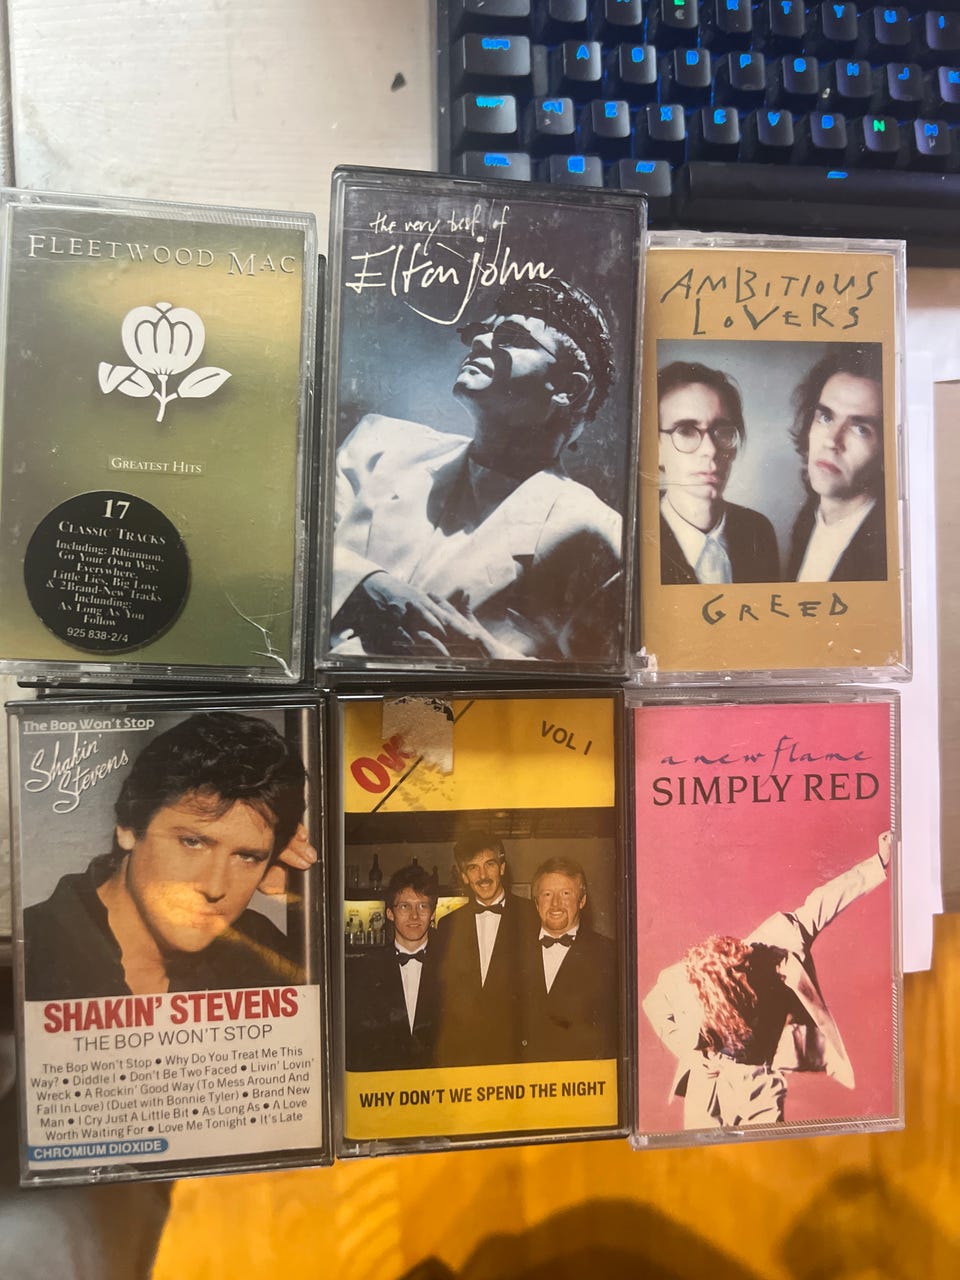 FLEETWOOD MAC
GREATEST HITS
17
CLASSIC TRACKS
Including: Rhiannon,
Go Your Own Way,
Everywhere,
Little Lies, Big Love
& 2Brand-New Tracks
Inclunding:
As Long As You
Follow
925 838-2/4
the very best of
Elton john
AMBITIOUS
LOVERS
GREED
The Bop Won't Stop
Shakin'
Stevens
SHAKIN' STEVENS
THE BOP WON'T STOP
The Bop Won't Stop • Why Do You Treat Me This
Way? • Diddle I • Don't Be Two Faced • Livin' Lovin'
Wreck • A Rockin' Good Way (To Mess Around And
Fall In Love) (Duet with Bonnie Tyler) • Brand New
Man • I Cry Just A Little Bit • As Long As • A Love
Worth Waiting For • Love Me Tonight • It's Late
CHROMIUM DIOXIDE
VOL I
WHY DON'T WE SPEND THE NIGHT
a new flame
SIMPLY RED